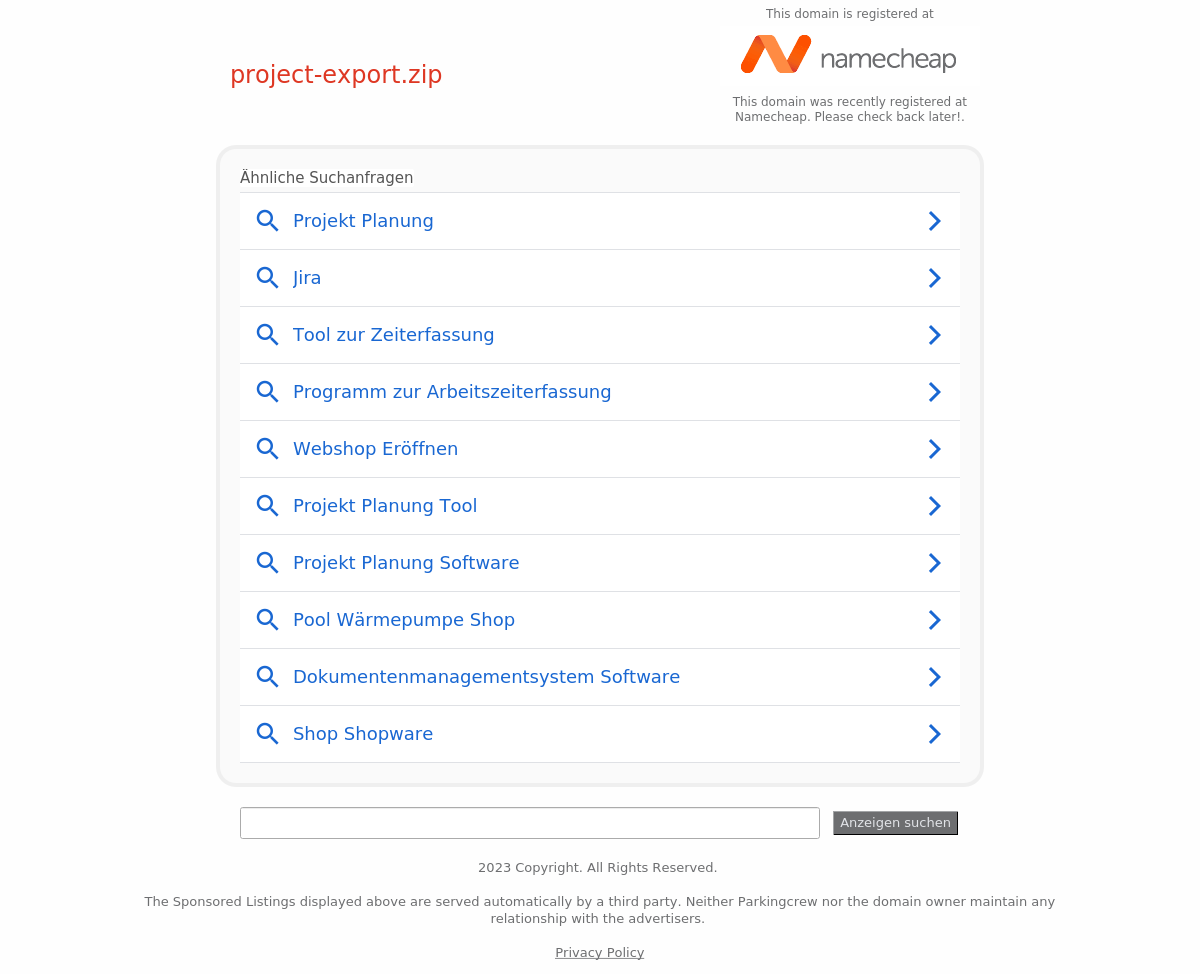 This domain is registered at
namecheap
project-export.zip
This domain was recently registered at
Namecheap. Please check back later!.
Ähnliche Suchanfragen
Projekt Planung
Jira
Tool zur Zeiterfassung
Programm zur Arbeitszeiterfassung
Webshop Eröffnen
Projekt Planung Tool
Projekt Planung Software
Pool Wärmepumpe Shop
Dokumentenmanagementsystem Software
Shop Shopware
Anzeigen suchen
2023 Copyright. All Rights Reserved.
The Sponsored Listings displayed above are served automatically by a third party. Neither Parkingcrew nor the domain owner maintain any
relationship with the advertisers.
Privacy Policy